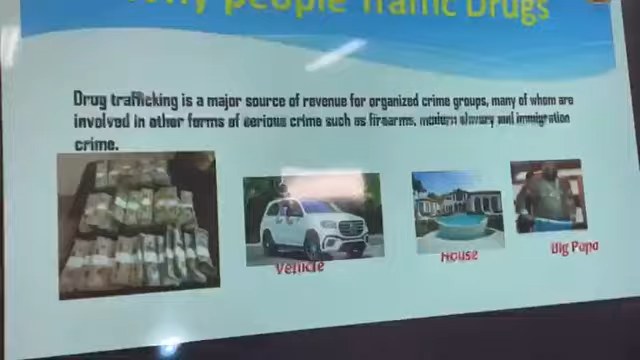 Why people Traffic Drugs
Drug trafficking is a major source of revenue for organized crime groups, many of whom are
involved in other forms of serious crime such as firearms, modern slavery and immigration
crime.
Vehicle
House
Big Papa